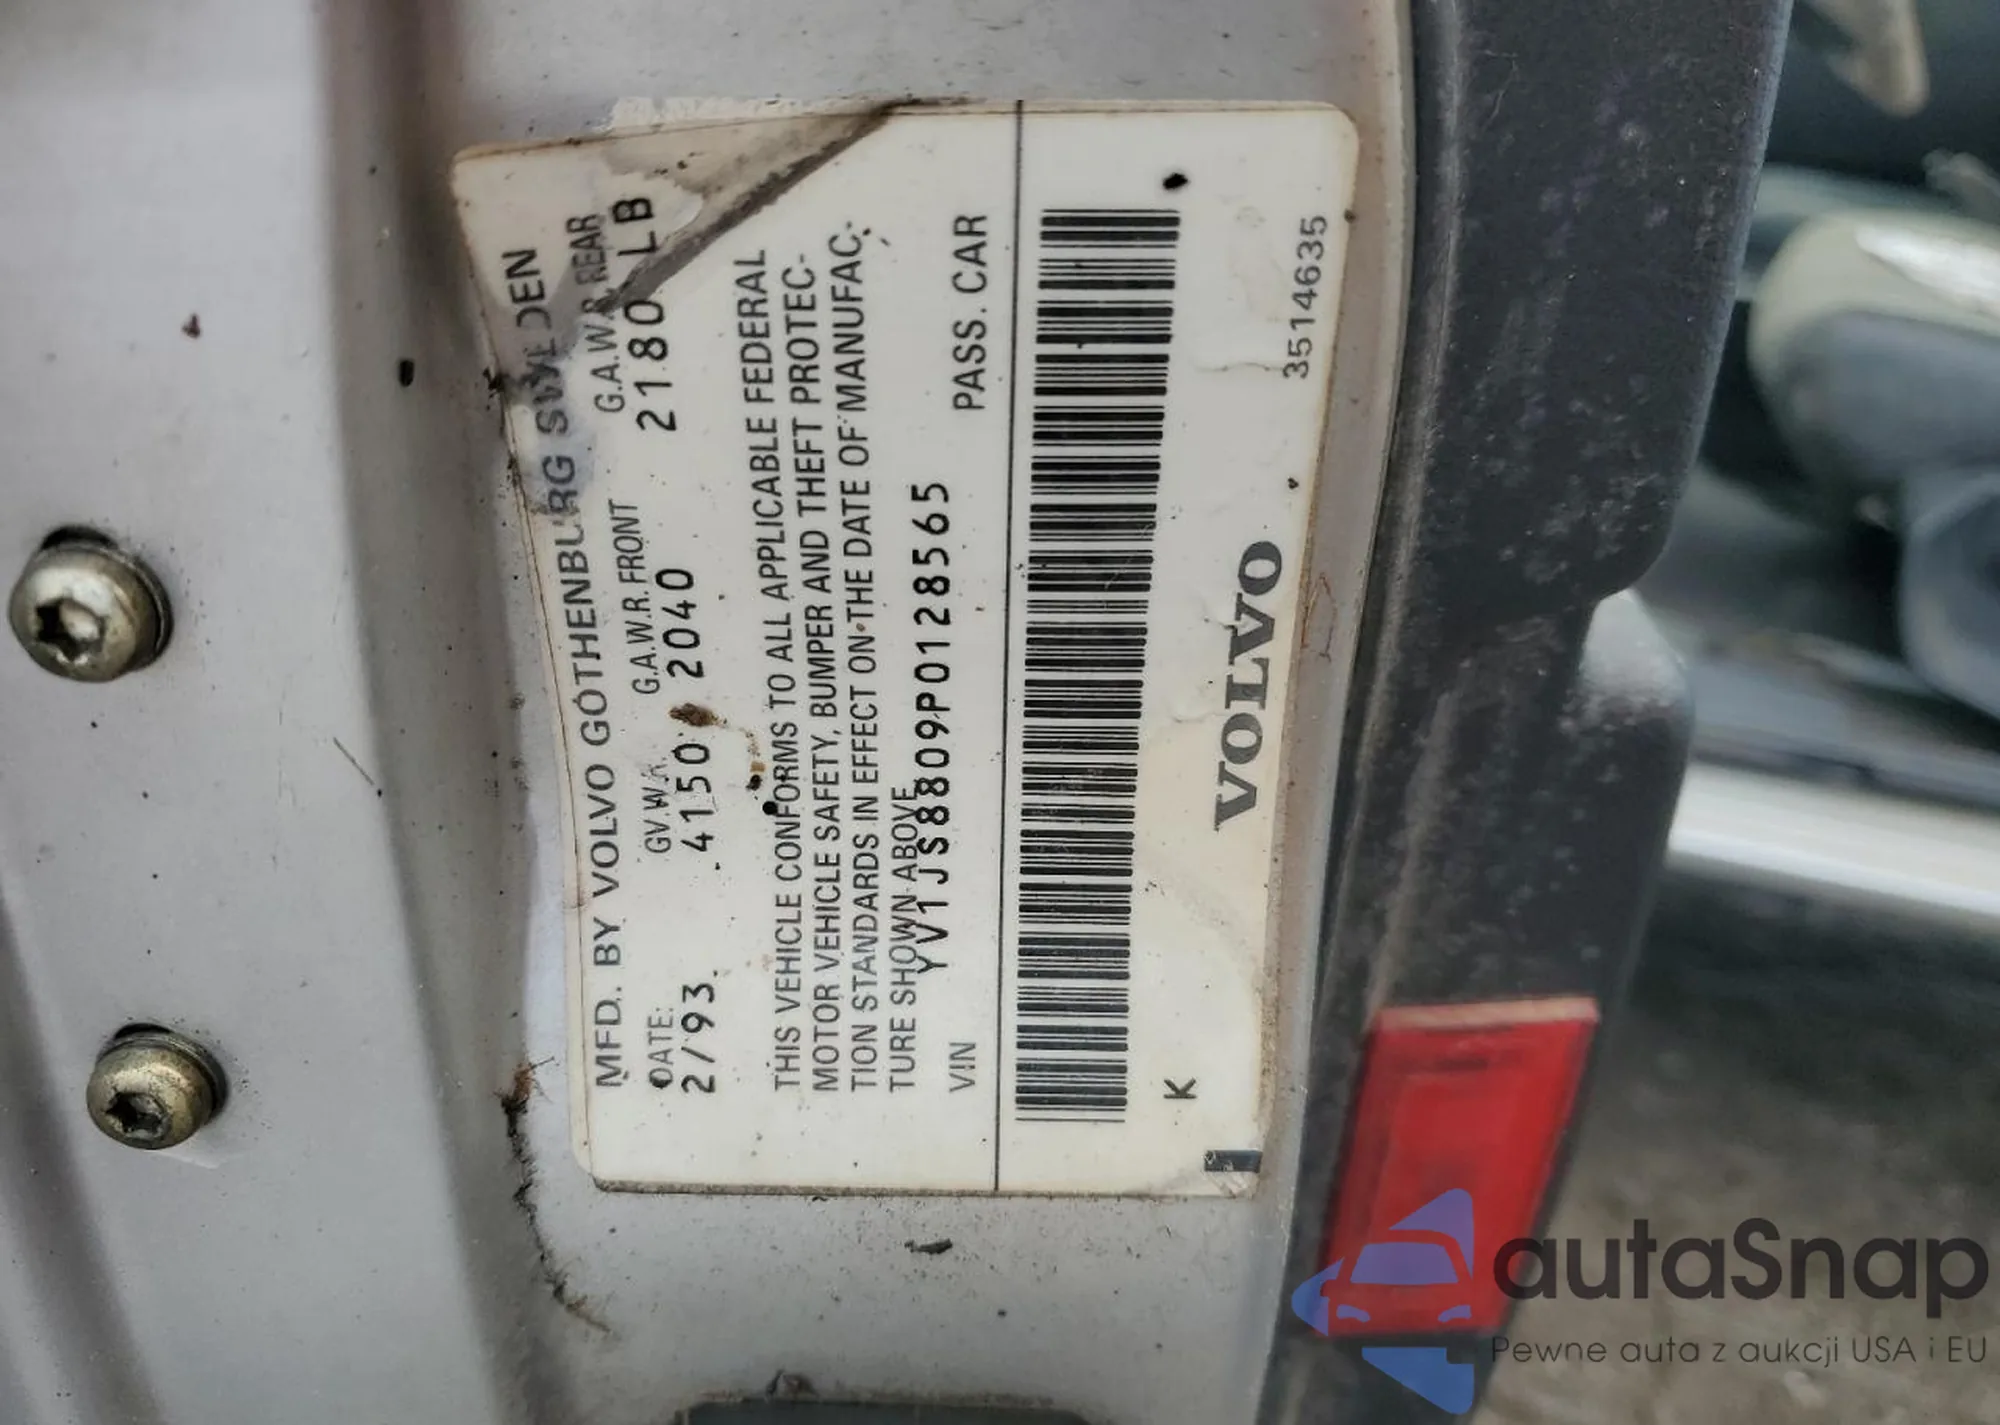 MFD. BY VOLVO GOTHENBURG SWEDEN
DATE: G.V.W.R. G.A.W.R. FRONT G.A.W.R. REAR
2/93 4150 2040 2180 LB
THIS VEHICLE CONFORMS TO ALL APPLICABLE FEDERAL
MOTOR VEHICLE SAFETY, BUMPER AND THEFT PROTEC-
TION STANDARDS IN EFFECT ON THE DATE OF MANUFAC-
TURE SHOWN ABOVE
VIN YV1JS8809P0128565 PASS. CAR
K
VOLVO
3514635
autaSnap
Pewne auta z aukcji USA i EU